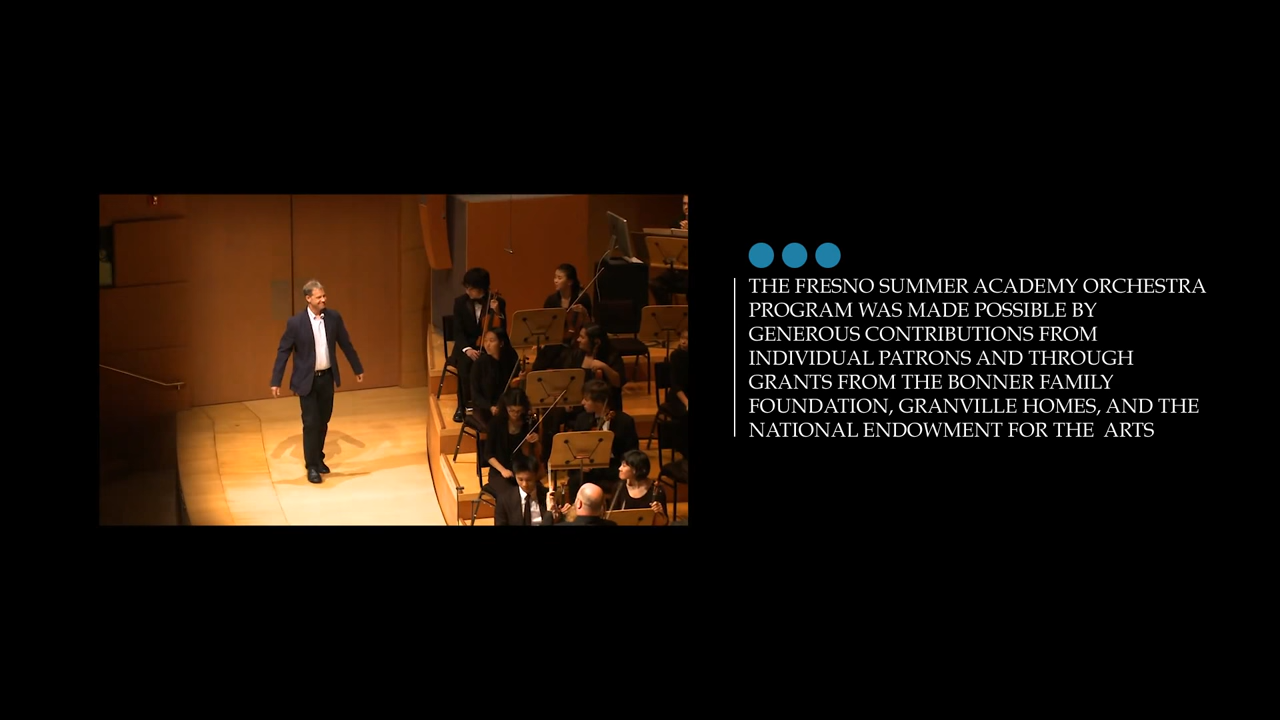 THE FRESNO SUMMER ACADEMY ORCHESTRA
PROGRAM WAS MADE POSSIBLE BY
GENEROUS CONTRIBUTIONS FROM
INDIVIDUAL PATRONS AND THROUGH
GRANTS FROM THE BONNER FAMILY
FOUNDATION, GRANVILLE HOMES, AND THE
NATIONAL ENDOWMENT FOR THE  ARTS